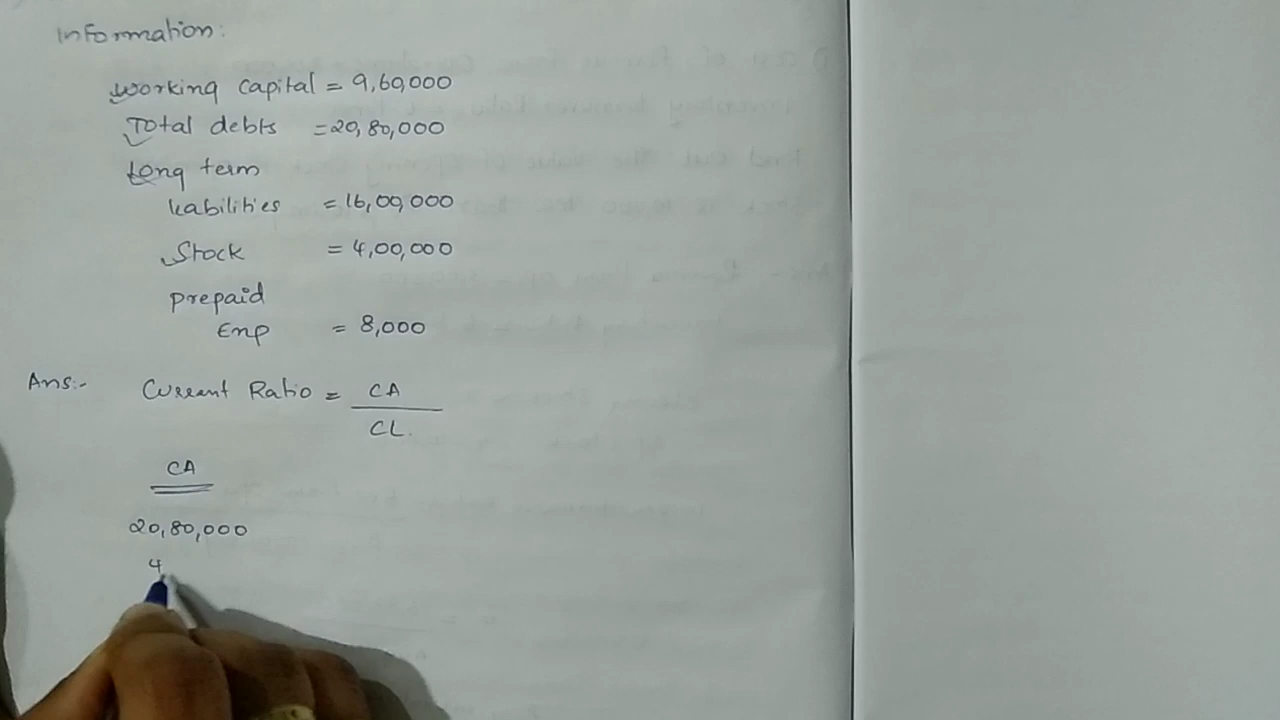 Information:
working capital = 9,60,000
Total debts = 20,80,000
Long term
liabilities = 16,00,000
Stock = 4,00,000
prepaid
Enp = 8,000
Ans:- Current Ratio = CA
CL.
CA
20,80,000
4